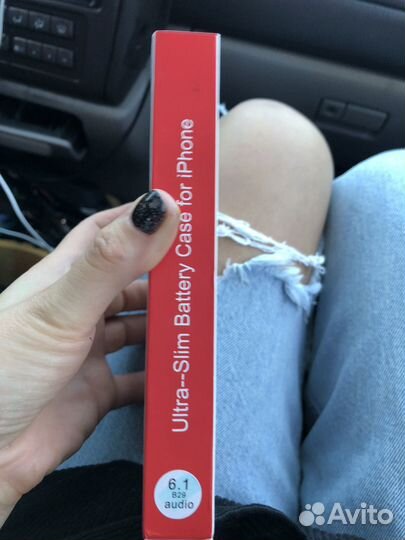 Ultra--Slim Battery Case for iPhone
6.1
B29
audio
Avito